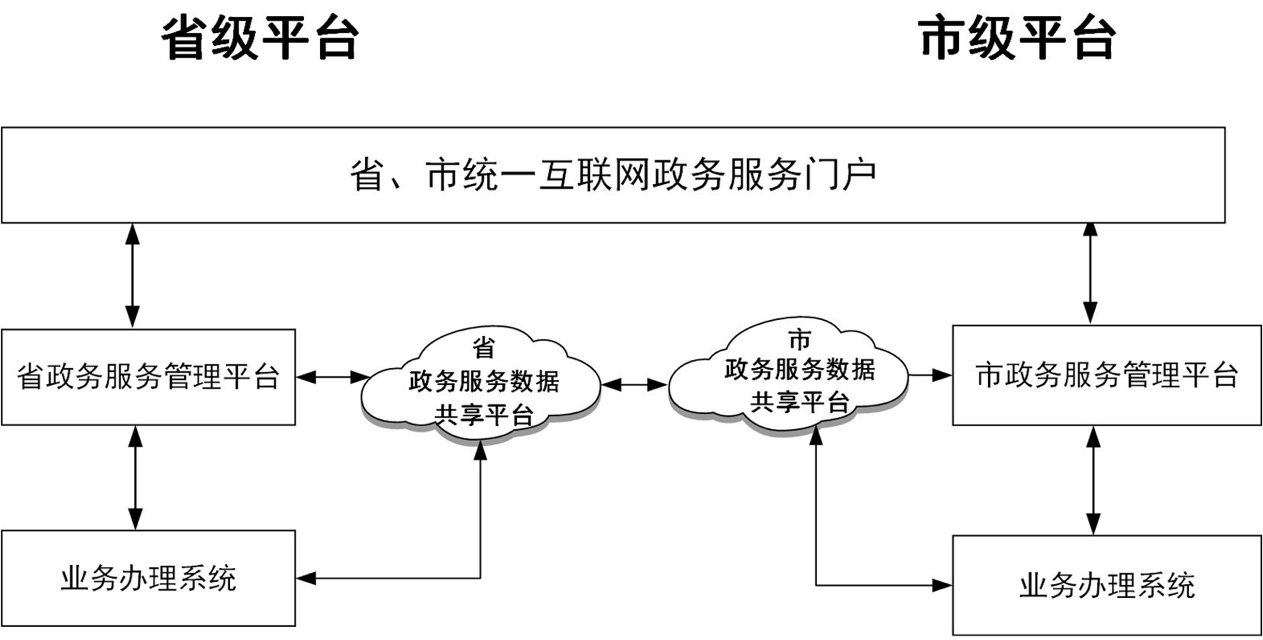 省级平台
市级平台
省、市统一互联网政务服务门户
省政务服务管理平台
省
政务服务数据
共享平台
市
政务服务数据
共享平台
市政务服务管理平台
业务办理系统
业务办理系统